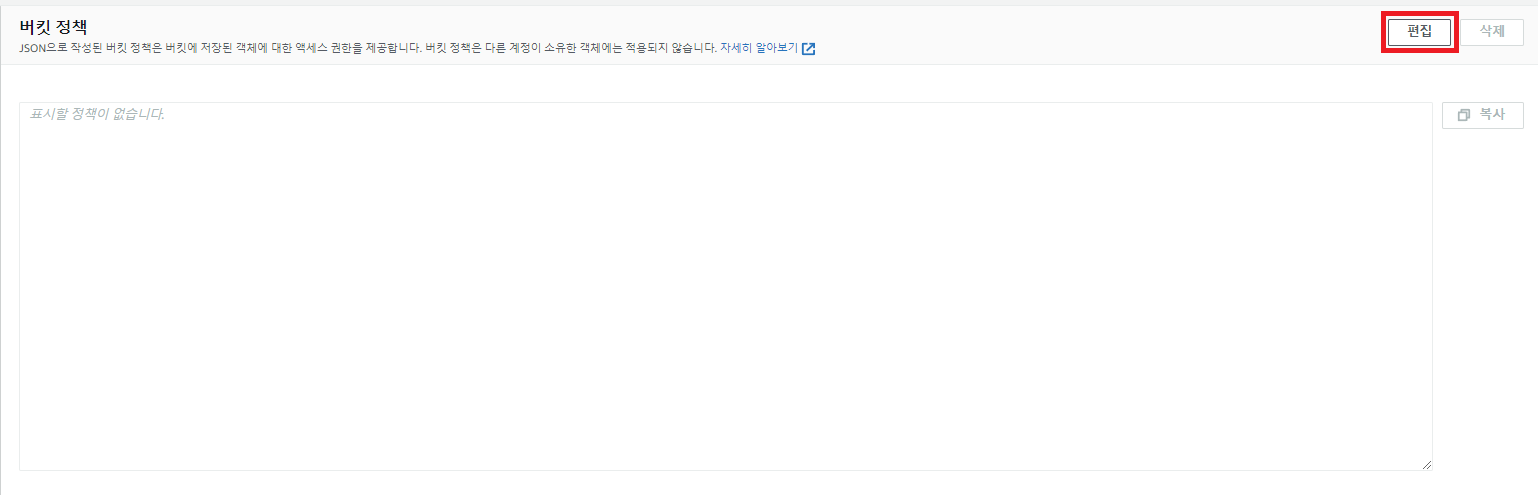 버킷 정책
JSON으로 작성된 버킷 정책은 버킷에 저장된 객체에 대한 액세스 권한을 제공합니다. 버킷 정책은 다른 계정이 소유한 객체에는 적용되지 않습니다. 자세히 알아보기
편집
삭제
표시할 정책이 없습니다.
복사